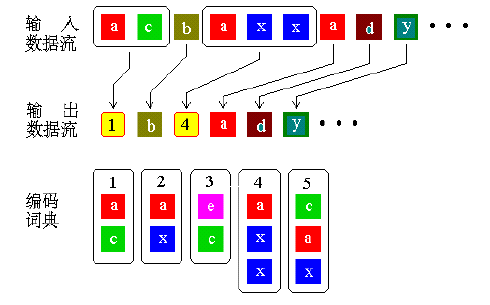 输 入
数据流
a c b a x x a d y ···
输 出
数据流
1 b 4 a d y ···
编码
词典
1 2 3 4 5
a a e a c
c x c x a
x x